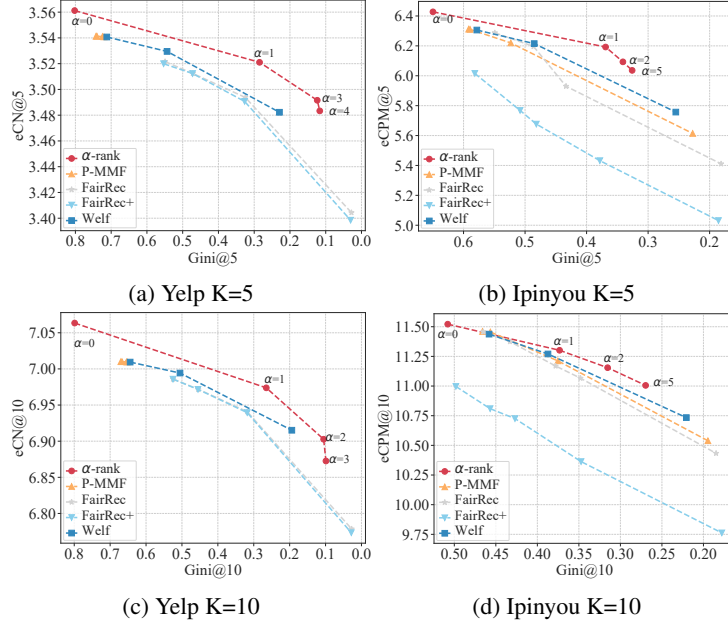 3.56
3.54
3.52
3.50
3.48
3.46
3.44
3.42
3.40
eCN@5
α=0
α=1
α=3
α=4
α-rank
P-MMF
FairRec
FairRec+
Welf
0.8 0.7 0.6 0.5 0.4 0.3 0.2 0.1 0.0
Gini@5
(a) Yelp K=5
6.4
6.2
6.0
5.8
5.6
5.4
5.2
5.0
eCPM@5
α=0
α=1
α=2
α=5
α-rank
P-MMF
FairRec
FairRec+
Welf
0.6 0.5 0.4 0.3 0.2
Gini@5
(b) Ipinyou K=5
7.05
7.00
6.95
6.90
6.85
6.80
eCN@10
α=0
α=1
α=2
α=3
α-rank
P-MMF
FairRec
FairRec+
Welf
0.8 0.7 0.6 0.5 0.4 0.3 0.2 0.1 0.0
Gini@10
(c) Yelp K=10
11.50
11.25
11.00
10.75
10.50
10.25
10.00
9.75
eCPM@10
α=0
α=1
α=2
α=5
α-rank
P-MMF
FairRec
FairRec+
Welf
0.50 0.45 0.40 0.35 0.30 0.25 0.20
Gini@10
(d) Ipinyou K=10